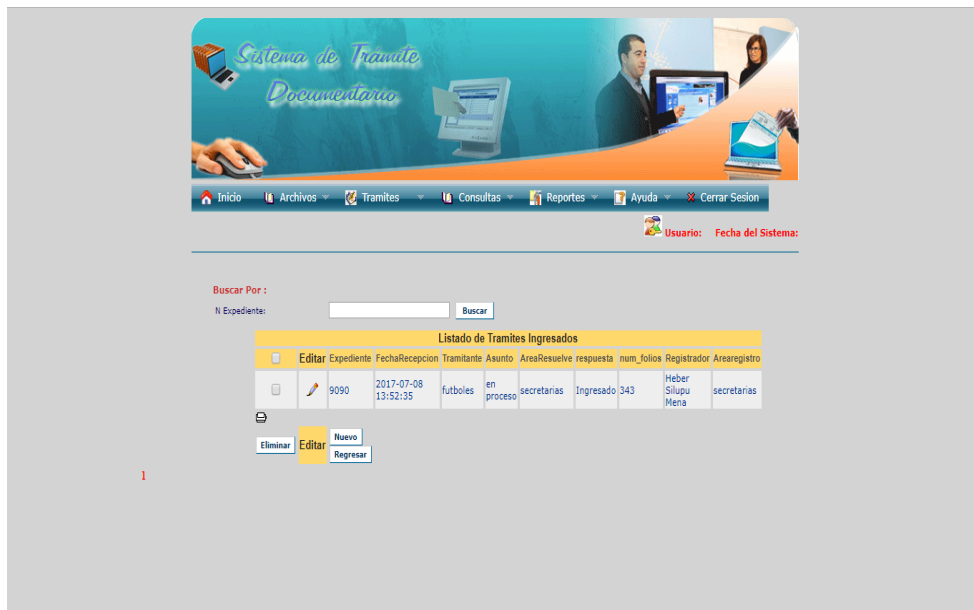 Sistema de Trámite
Documentario
Inicio Archivos Tramites Consultas Reportes Ayuda Cerrar Sesion
Usuario: Fecha del Sistema:
Buscar Por :
N Expediente: Buscar
Listado de Tramites Ingresados
Editar Expediente FechaRecepcion Tramitante Asunto AreaResuelve respuesta num_folios Registrador Arearegistro
9090 2017-07-08 13:52:35 futboles en proceso secretarias Ingresado 343 Heber Silupu Mena secretarias
Eliminar Editar Nuevo
Regresar
1